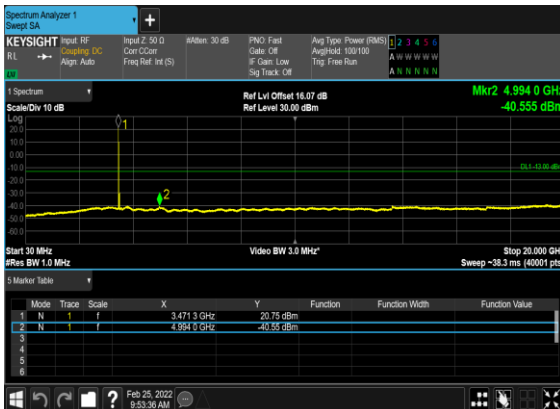 Spectrum Analyzer 1
Swept SA
KEYSIGHT
RL
Input: RF
Coupling: DC
Align: Auto
Input Z: 50 Ω
Corr CCorr
Freq Ref: Int (S)
#Atten: 30 dB
PNO: Fast
Gate: Off
IF Gain: Low
Sig Track: Off
Avg Type: Power (RMS)
Avg|Hold: 100/100
Trig: Free Run
1 2 3 4 5 6
A W W W W W
A N N N N N
1 Spectrum
Scale/Div 10 dB
Ref Lvl Offset 16.07 dB
Ref Level 30.00 dBm
Mkr2 4.994 0 GHz
-40.555 dBm
Log
20.0
10.0
0.00
-10.0
-20.0
-30.0
-40.0
-50.0
-60.0
1
2
DL1 -13.00 dBm
Start 30 MHz
#Res BW 1.0 MHz
Video BW 3.0 MHz*
Stop 20.000 GHz
Sweep ~38.3 ms (40001 pts)
5 Marker Table
Mode Trace Scale X Y Function Function Width Function Value
1 N 1 f 3.471 3 GHz 20.75 dBm
2 N 1 f 4.994 0 GHz -40.55 dBm
3
4
5
6
?
Feb 25, 2022
9:53:36 AM